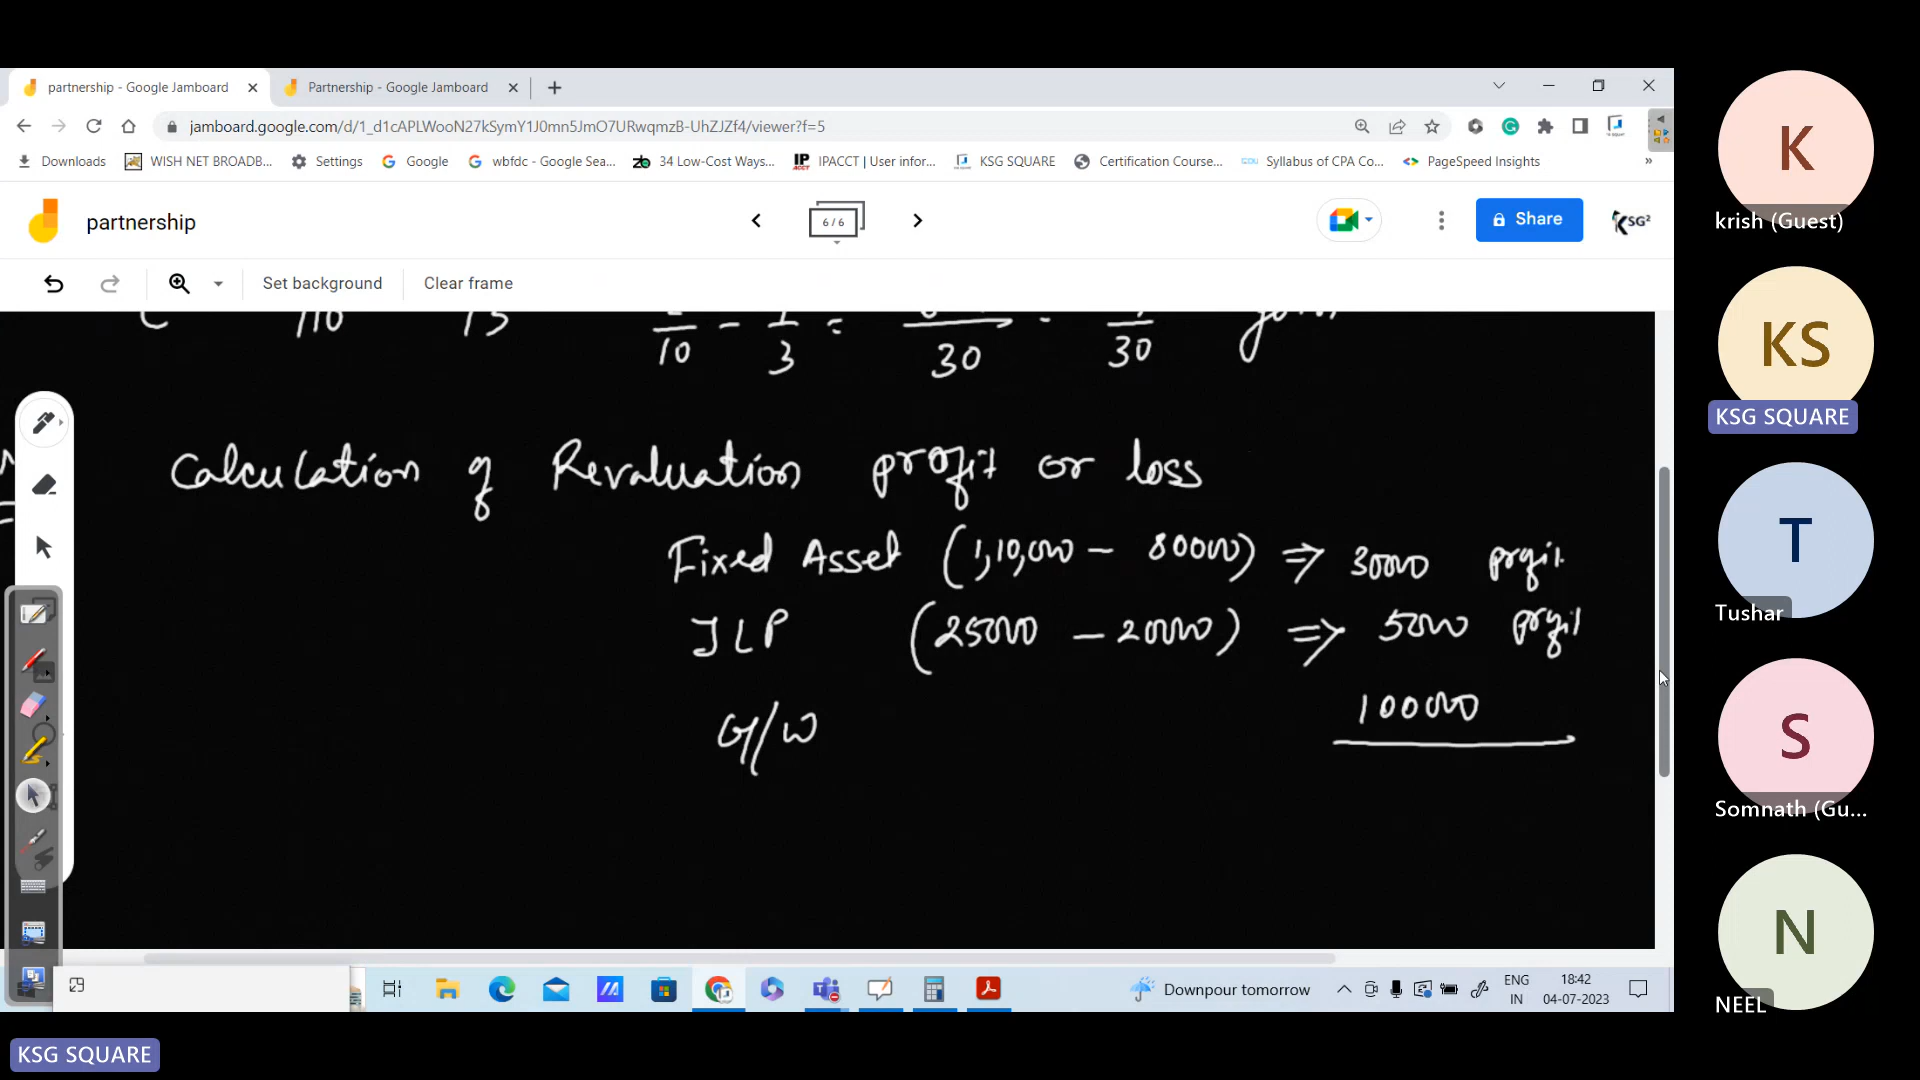 partnership - Google Jamboard
Partnership - Google Jamboard
jamboard.google.com/d/1_d1cAPLWooN27kSymY1J0mn5JmO7URwqmzB-UhZJZf4/viewer?f=5
Downloads WISH NET BROADB... Settings Google wbfdc - Google Sea... 34 Low-Cost Ways... IPACCT | User infor... KSG SQUARE Certification Course... Syllabus of CPA Co... PageSpeed Insights »
partnership
6 / 6
Share
KSG²
Set background Clear frame
10 - 1/3 = 30 30
Calculation of Revaluation profit or loss
Fixed Asset (1,10,000 - 80000) ⇒ 30000 profit
JLP (25000 - 20000) ⇒ 5000 profit
G/W 100000
Downpour tomorrow
ENG
IN
18:42
04-07-2023
K
krish (Guest)
KS
KSG SQUARE
T
Tushar
S
Somnath (Gu...
N
NEEL
KSG SQUARE